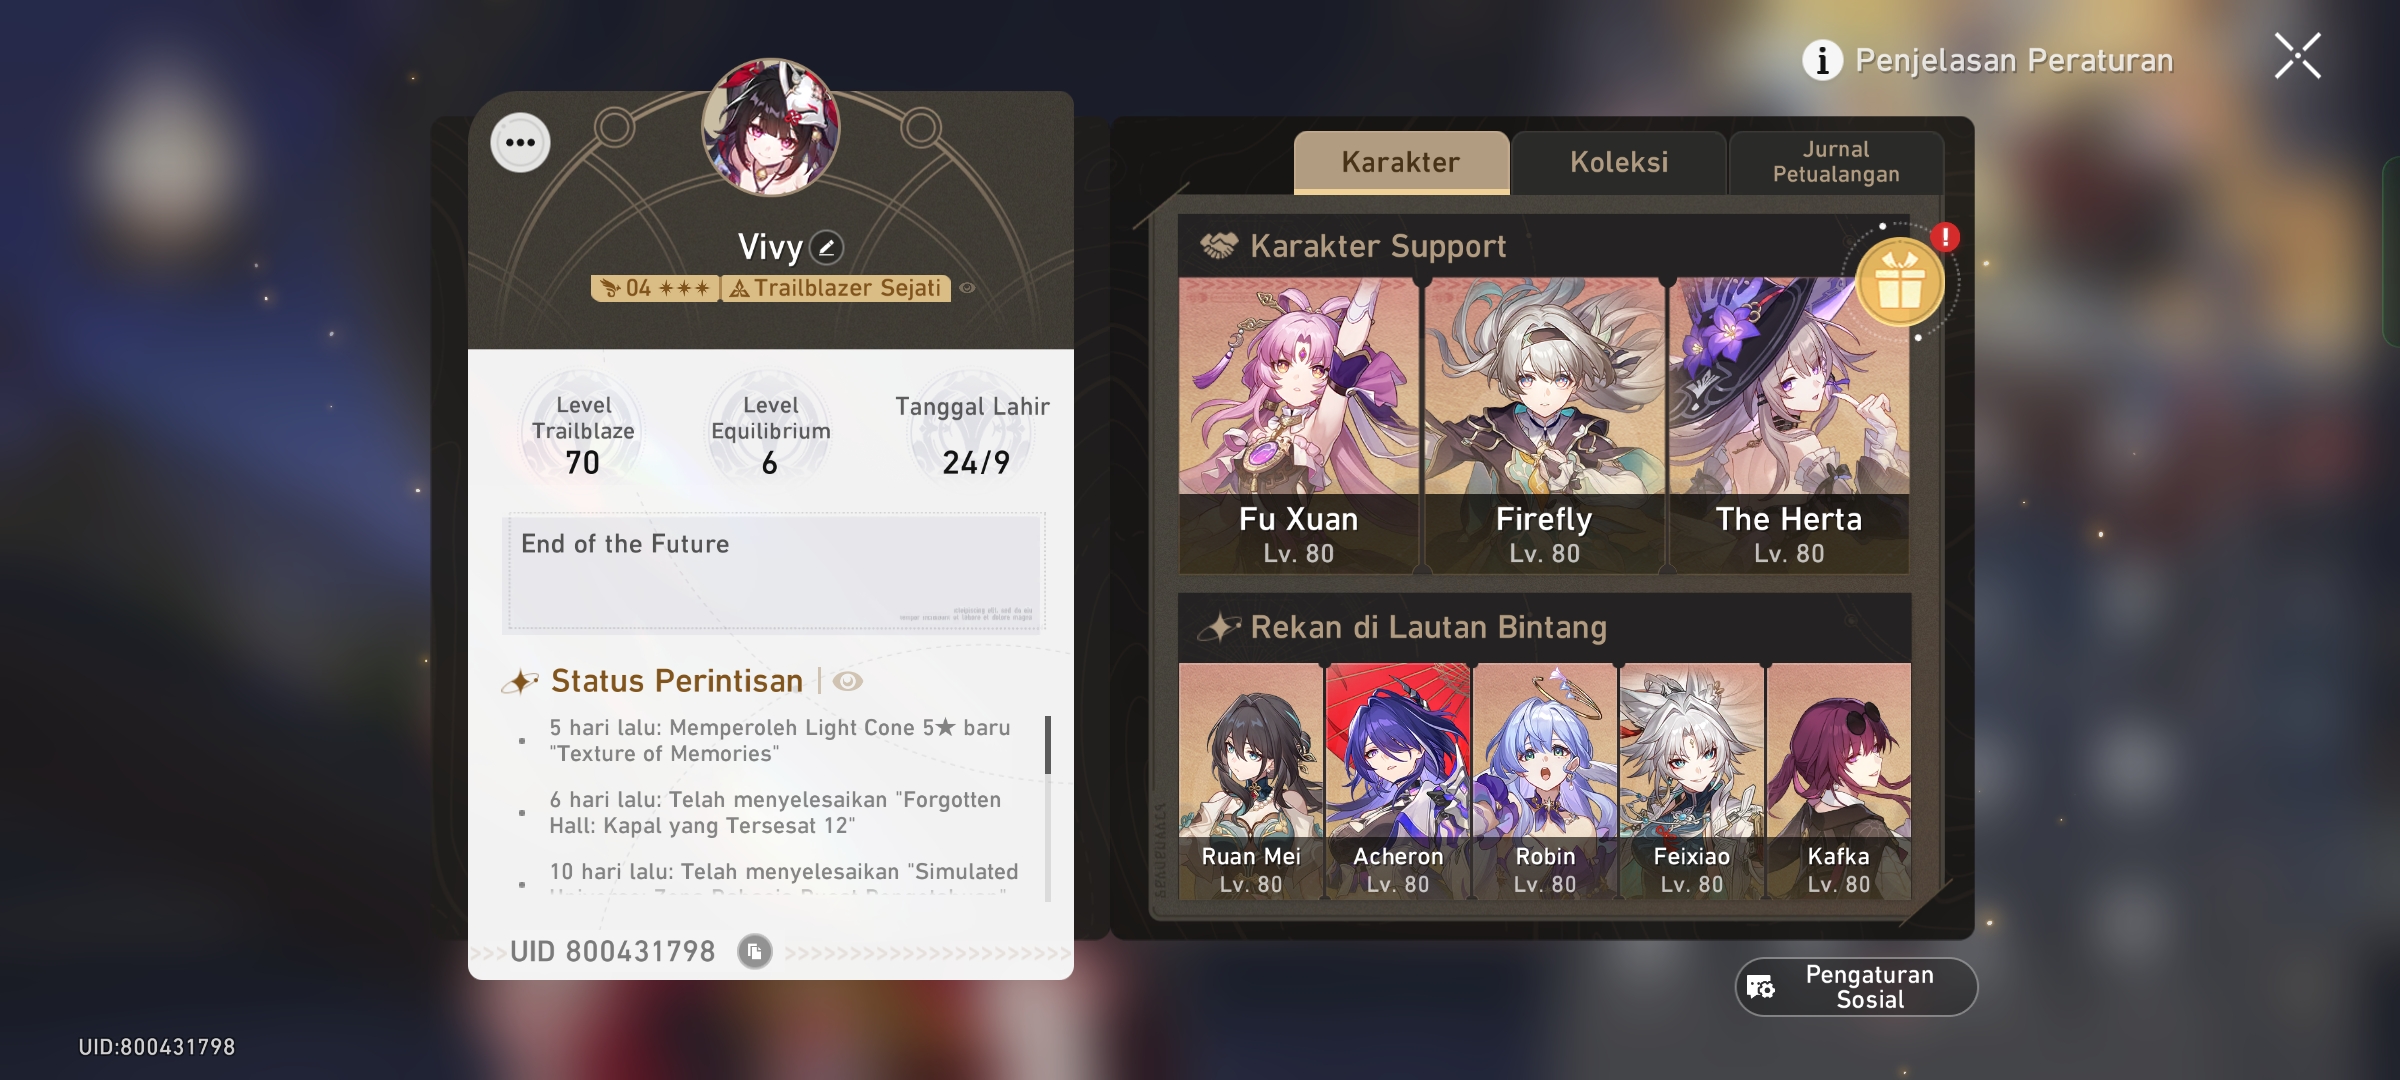 Penjelasan Peraturan
Vivy
04 Trailblazer Sejati
Level
Trailblaze
70
Level
Equilibrium
6
Tanggal Lahir
24/9
End of the Future
Status Perintisan
5 hari lalu: Memperoleh Light Cone 5★ baru
"Texture of Memories"
6 hari lalu: Telah menyelesaikan "Forgotten
Hall: Kapal yang Tersesat 12"
10 hari lalu: Telah menyelesaikan "Simulated
UID 800431798
Karakter
Koleksi
Jurnal
Petualangan
Karakter Support
Fu Xuan
Lv. 80
Firefly
Lv. 80
The Herta
Lv. 80
Rekan di Lautan Bintang
Ruan Mei
Lv. 80
Acheron
Lv. 80
Robin
Lv. 80
Feixiao
Lv. 80
Kafka
Lv. 80
Pengaturan
Sosial
UID:800431798